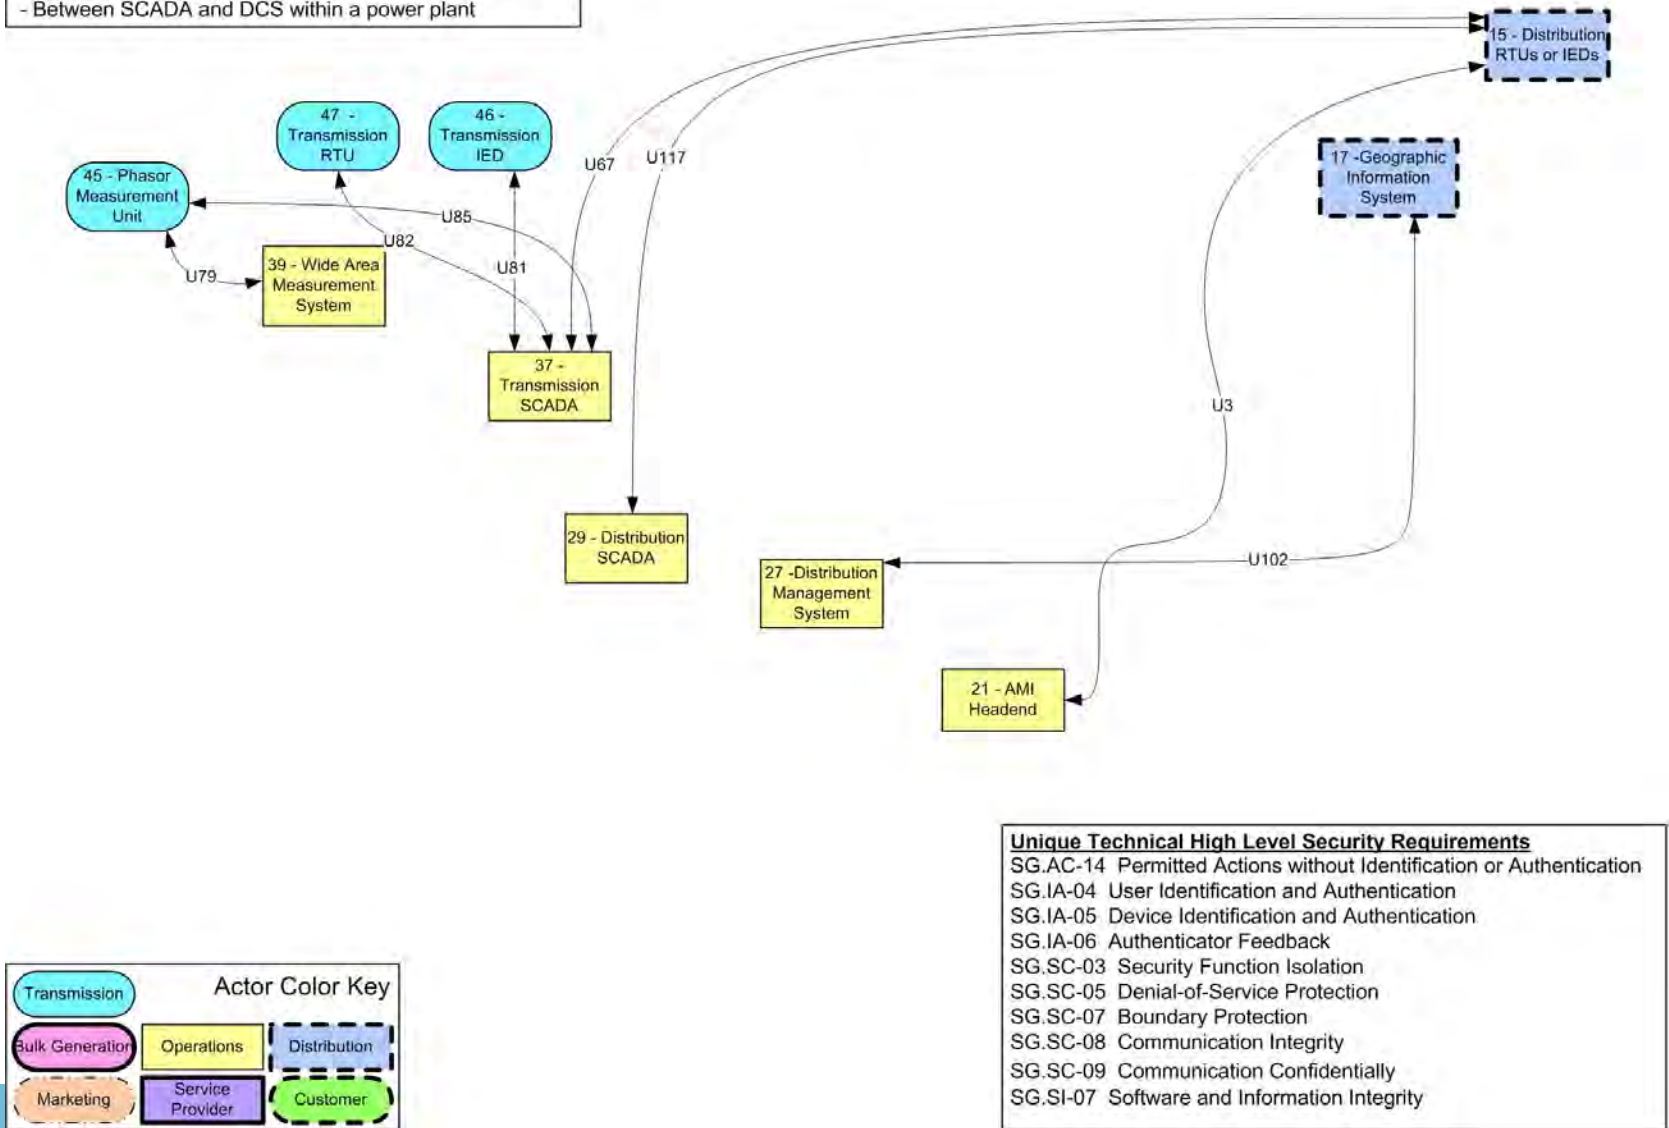 - Between SCADA and DCS within a power plant
15 - Distribution
RTUs or IEDs
47 -
Transmission
RTU
46 -
Transmission
IED
U67
U117
17 -Geographic
Information
System
45 - Phasor
Measurement
Unit
U85
U82
U81
U79
39 - Wide Area
Measurement
System
37 -
Transmission
SCADA
U3
29 - Distribution
SCADA
U102
27 -Distribution
Management
System
21 - AMI
Headend
Unique Technical High Level Security Requirements
SG.AC-14 Permitted Actions without Identification or Authentication
SG.IA-04 User Identification and Authentication
SG.IA-05 Device Identification and Authentication
SG.IA-06 Authenticator Feedback
SG.SC-03 Security Function Isolation
SG.SC-05 Denial-of-Service Protection
SG.SC-07 Boundary Protection
SG.SC-08 Communication Integrity
SG.SC-09 Communication Confidentially
SG.SI-07 Software and Information Integrity
Actor Color Key
Transmission
Bulk Generation
Operations
Distribution
Marketing
Service
Provider
Customer